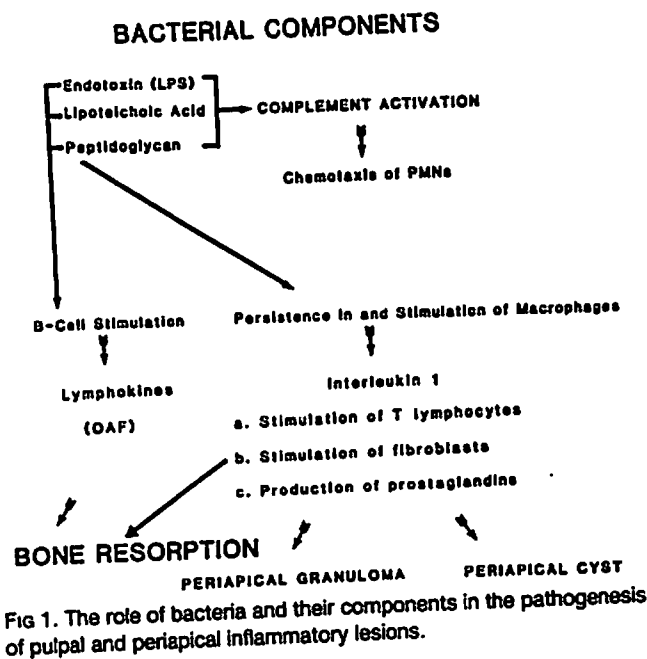 BACTERIAL COMPONENTS
Endotoxin (LPS)
Lipoteichoic Acid
Peptidoglycan
COMPLEMENT ACTIVATION
Chemotaxis of PMNs
B-Cell Stimulation
Persistence in and Stimulation of Macrophages
Lymphokines
(OAF)
Interleukin 1
a. Stimulation of T lymphocytes
b. Stimulation of fibroblasts
c. Production of prostaglandins
BONE RESORPTION
PERIAPICAL GRANULOMA
PERIAPICAL CYST
FIG 1. The role of bacteria and their components in the pathogenesis
of pulpal and periapical inflammatory lesions.